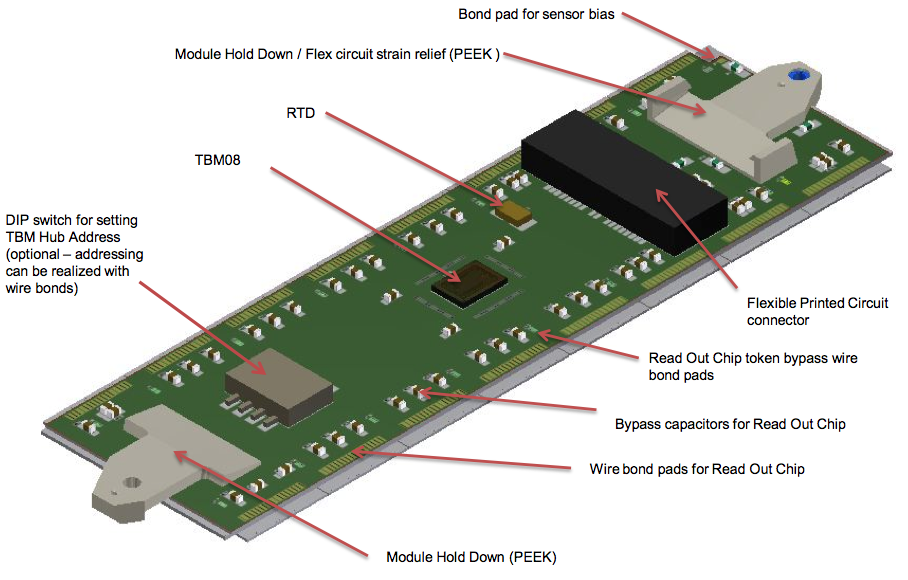 Bond pad for sensor bias
Module Hold Down / Flex circuit strain relief (PEEK )
RTD
TBM08
DIP switch for setting
TBM Hub Address
(optional – addressing
can be realized with
wire bonds)
Flexible Printed Circuit
connector
Read Out Chip token bypass wire
bond pads
Bypass capacitors for Read Out Chip
Wire bond pads for Read Out Chip
Module Hold Down (PEEK)